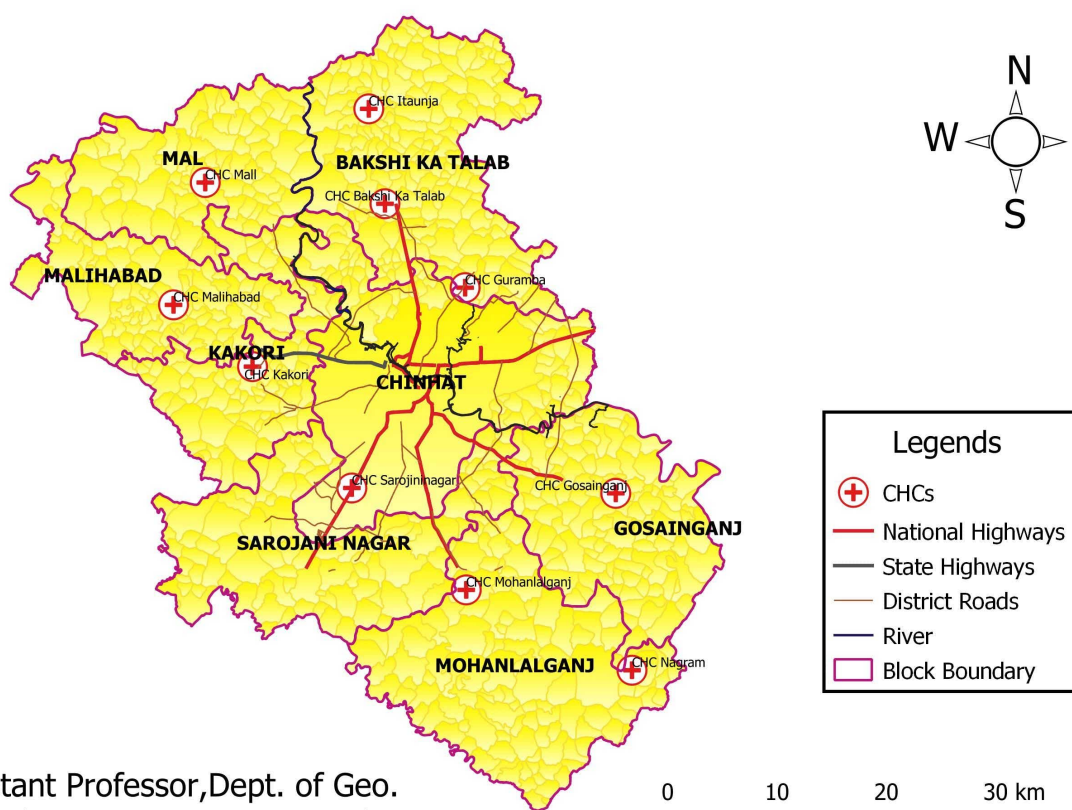 CHC Itaunja
MAL
BAKSHI KA TALAB
CHC Mall
CHC Bakshi Ka Talab
MALIHABAD
CHC Guramba
CHC Malihabad
KAKORI
CHC Kakori
CHINHAT
CHC Sarojininagar
CHC Gosainganj
GOSAINGANJ
SAROJANI NAGAR
CHC Mohanlalganj
MOHANLALGANJ
CHC Nagram
N
W
S
Legends
CHCs
National Highways
State Highways
District Roads
River
Block Boundary
tant Professor,Dept. of Geo.
0 10 20 30 km